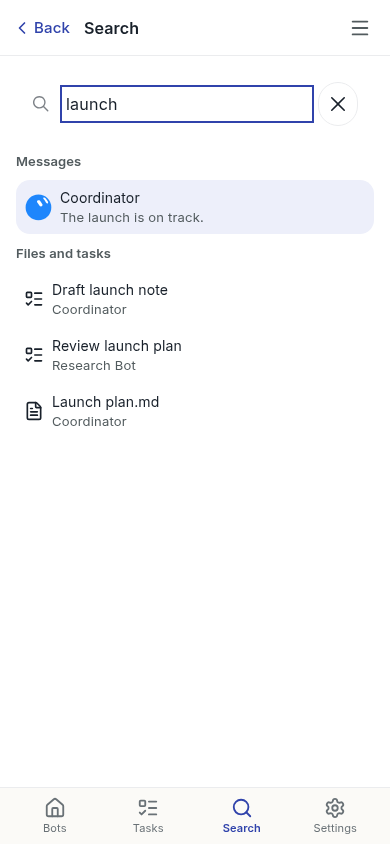 Back Search
launch
Messages
Coordinator
The launch is on track.
Files and tasks
Draft launch note
Coordinator
Review launch plan
Research Bot
Launch plan.md
Coordinator
Bots Tasks Search Settings